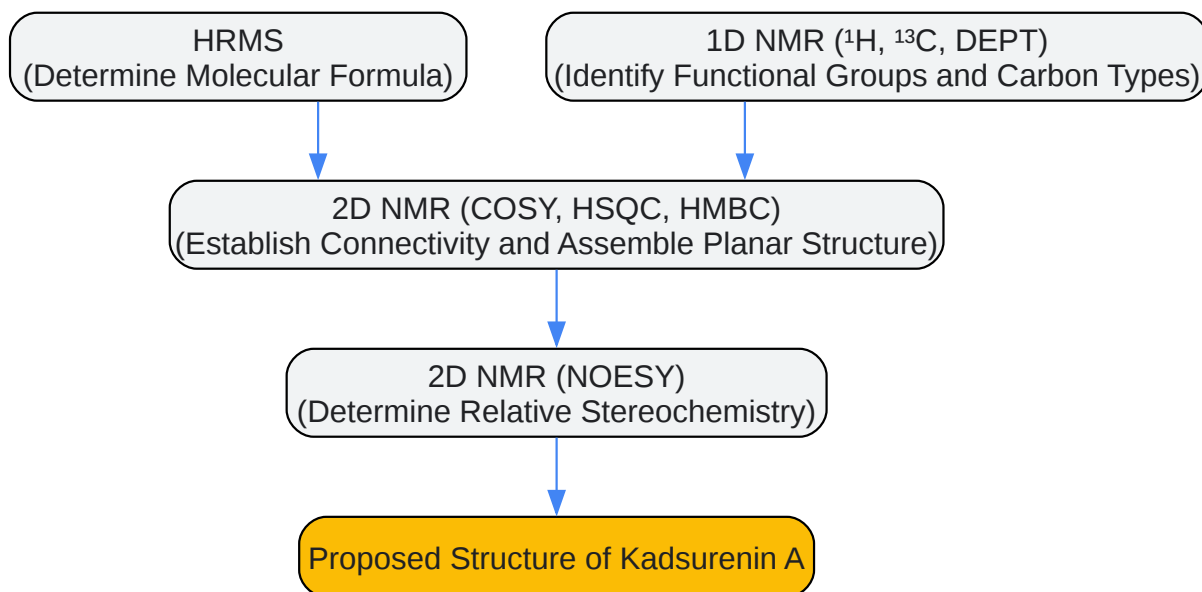 HRMS
(Determine Molecular Formula)
1D NMR (¹H, ¹³C, DEPT)
(Identify Functional Groups and Carbon Types)
2D NMR (COSY, HSQC, HMBC)
(Establish Connectivity and Assemble Planar Structure)
2D NMR (NOESY)
(Determine Relative Stereochemistry)
Proposed Structure of Kadsurenin A